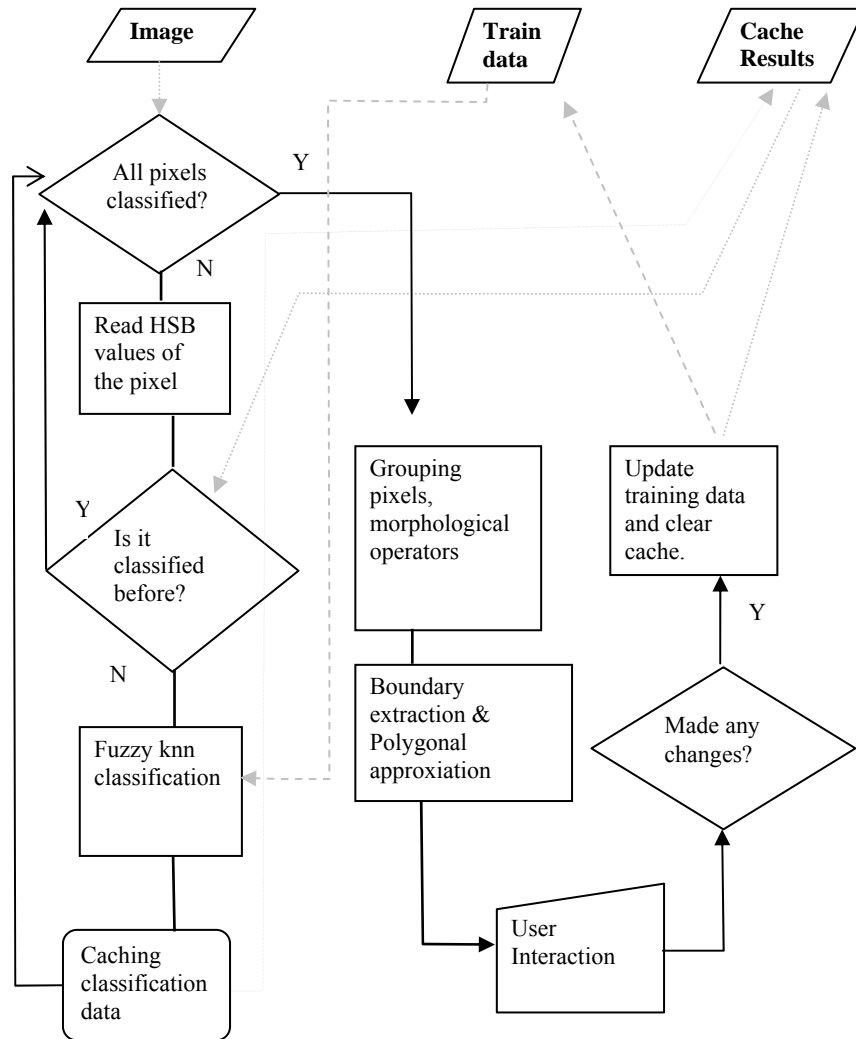 Image
Train
data
Cache
Results
All pixels
classified?
Y
N
Read HSB
values of
the pixel
Y
Is it
classified
before?
N
Fuzzy knn
classification
Caching
classification
data
Grouping
pixels,
morphological
operators
Boundary
extraction &
Polygonal
approxiation
User
Interaction
Made any
changes?
Y
Update
training data
and clear
cache.